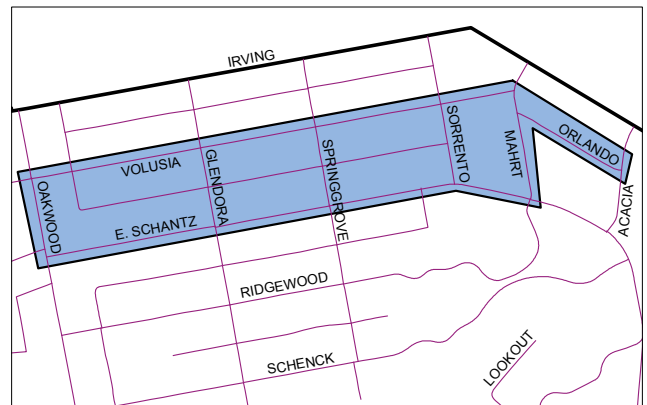 IRVING
ORLANDO
SORRENTO
MAHRT
VOLUSIA
GLENDORA
SPRINGGROVE
OAKWOOD
ACACIA
E. SCHANTZ
RIDGEWOOD
SCHENCK
LOOKOUT